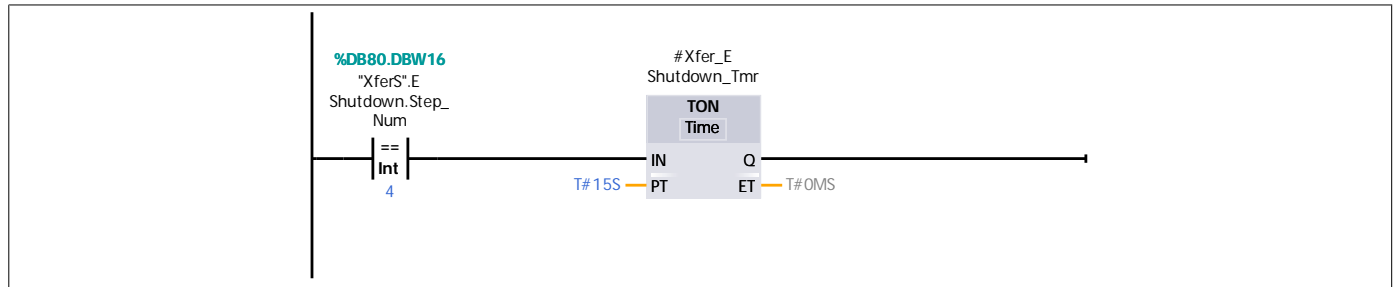 %DB80.DBW16
"XferS".E
Shutdown.Step_
Num
==
Int
4
#Xfer_E
Shutdown_Tmr
TON
Time
IN Q
T#15S PT ET T#0MS